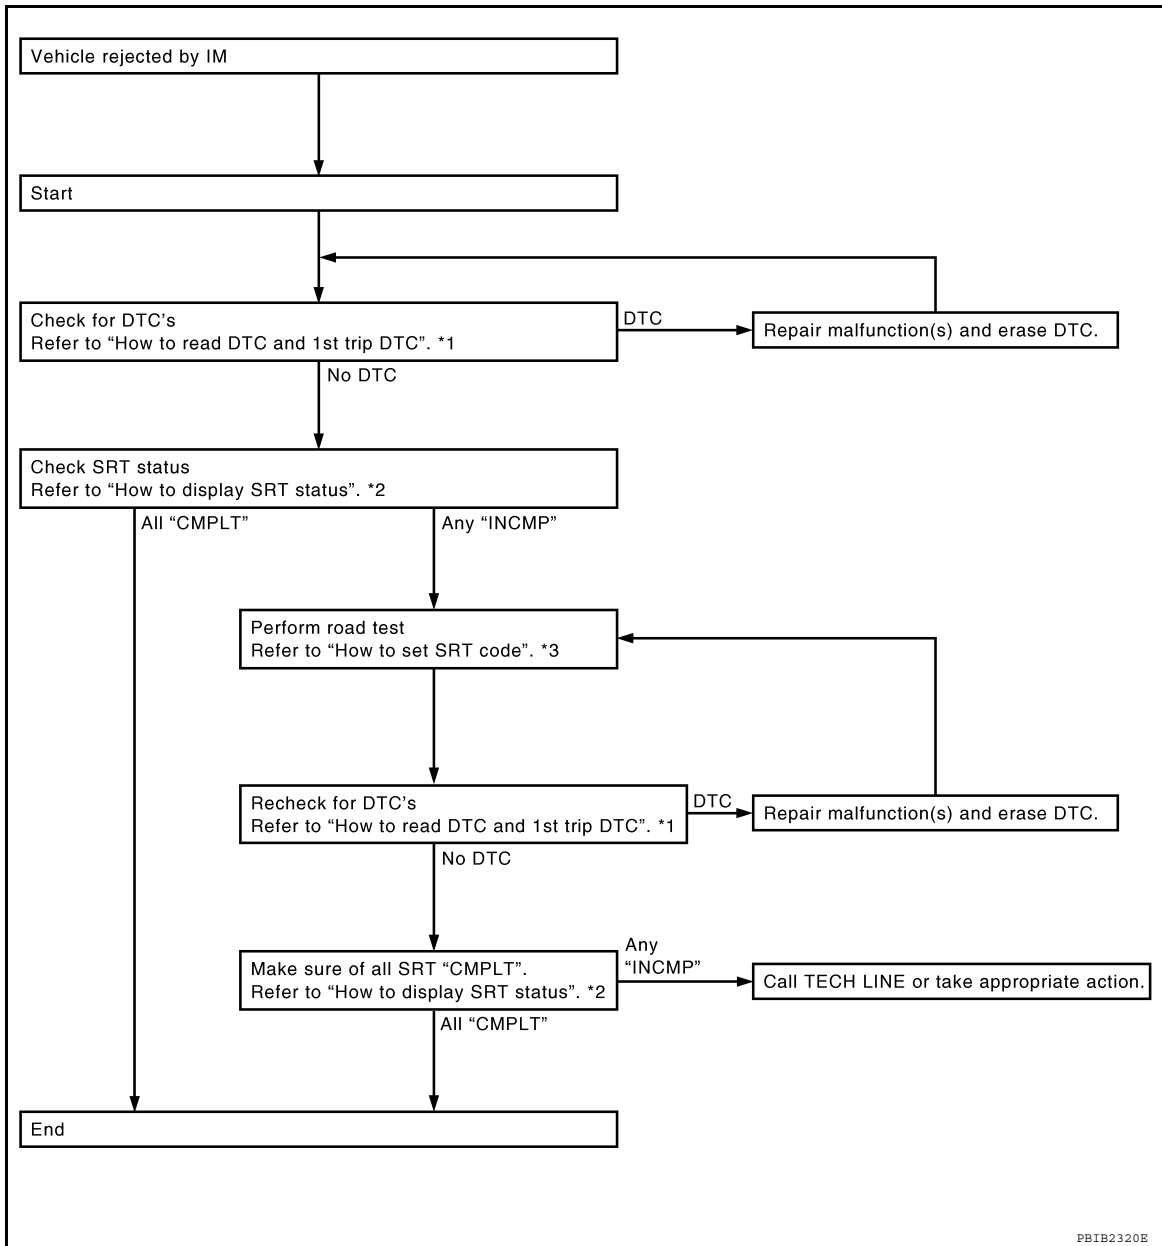 Vehicle rejected by IM
Start
Check for DTC's
Refer to “How to read DTC and 1st trip DTC”. *1
DTC
Repair malfunction(s) and erase DTC.
No DTC
Check SRT status
Refer to “How to display SRT status”. *2
All “CMPLT”
Any “INCMP”
Perform road test
Refer to “How to set SRT code”. *3
Recheck for DTC's
Refer to “How to read DTC and 1st trip DTC”. *1
DTC
Repair malfunction(s) and erase DTC.
No DTC
Make sure of all SRT “CMPLT”.
Refer to “How to display SRT status”. *2
Any
“INCMP”
Call TECH LINE or take appropriate action.
All “CMPLT”
End
PBIB2320E